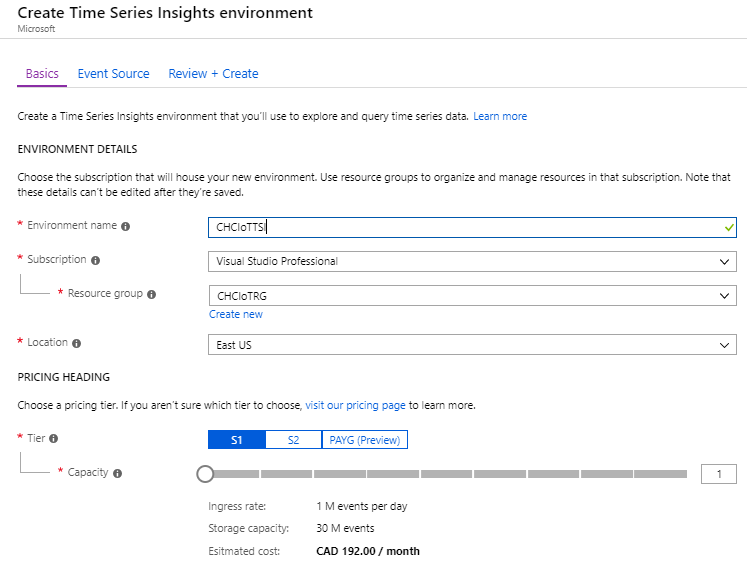 Create Time Series Insights environment
Microsoft
Basics Event Source Review + Create
Create a Time Series Insights environment that you'll use to explore and query time series data. Learn more
ENVIRONMENT DETAILS
Choose the subscription that will house your new environment. Use resource groups to organize and manage resources in that subscription. Note that
these details can't be edited after they're saved.
* Environment name CHCIoTTSI
* Subscription Visual Studio Professional
* Resource group CHCIoTRG
Create new
* Location East US
PRICING HEADING
Choose a pricing tier. If you aren't sure which tier to choose, visit our pricing page to learn more.
* Tier S1 S2 PAYG (Preview)
* Capacity 1
Ingress rate: 1 M events per day
Storage capacity: 30 M events
Esitmated cost: CAD 192.00 / month